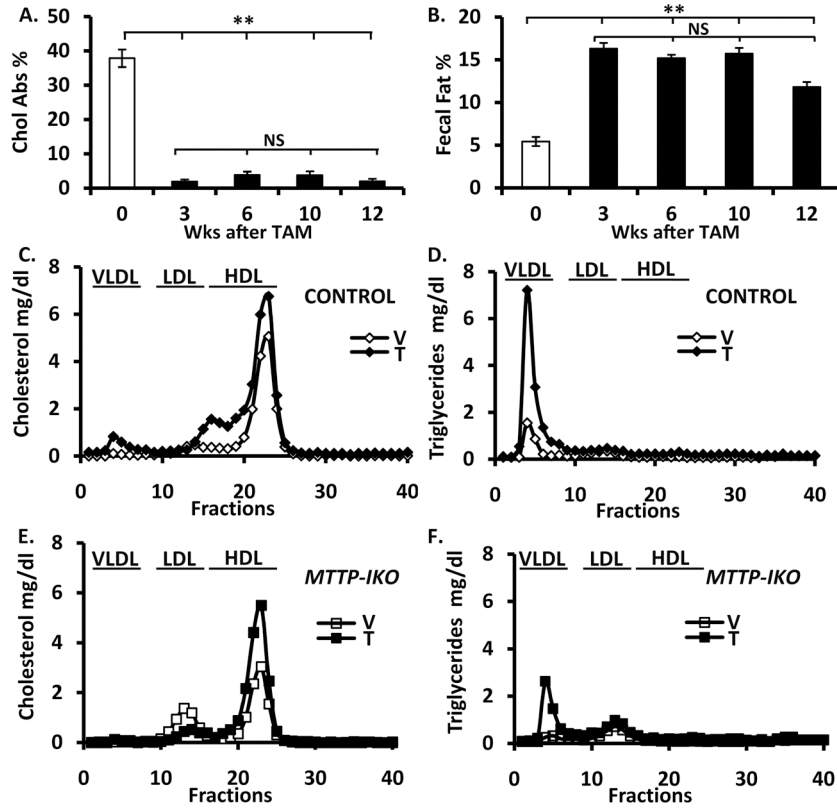 A.
**
Chol Abs %
40
30
20
10
0
NS
0 3 6 10 12
Wks after TAM
B.
**
NS
Fecal Fat %
20
15
10
5
0
0 3 6 10 12
Wks after TAM
C.
VLDL LDL HDL
CONTROL
V
T
Cholesterol mg/dl
8
6
4
2
0
0 10 20 30 40
Fractions
D.
VLDL LDL HDL
CONTROL
V
T
Triglycerides mg/dl
8
6
4
2
0
0 10 20 30 40
Fractions
E.
VLDL LDL HDL
MTTP-IKO
V
T
Cholesterol mg/dl
8
6
4
2
0
0 10 20 30 40
Fractions
F.
VLDL LDL HDL
MTTP-IKO
V
T
Triglycerides mg/dl
8
6
4
2
0
0 10 20 30 40
Fractions